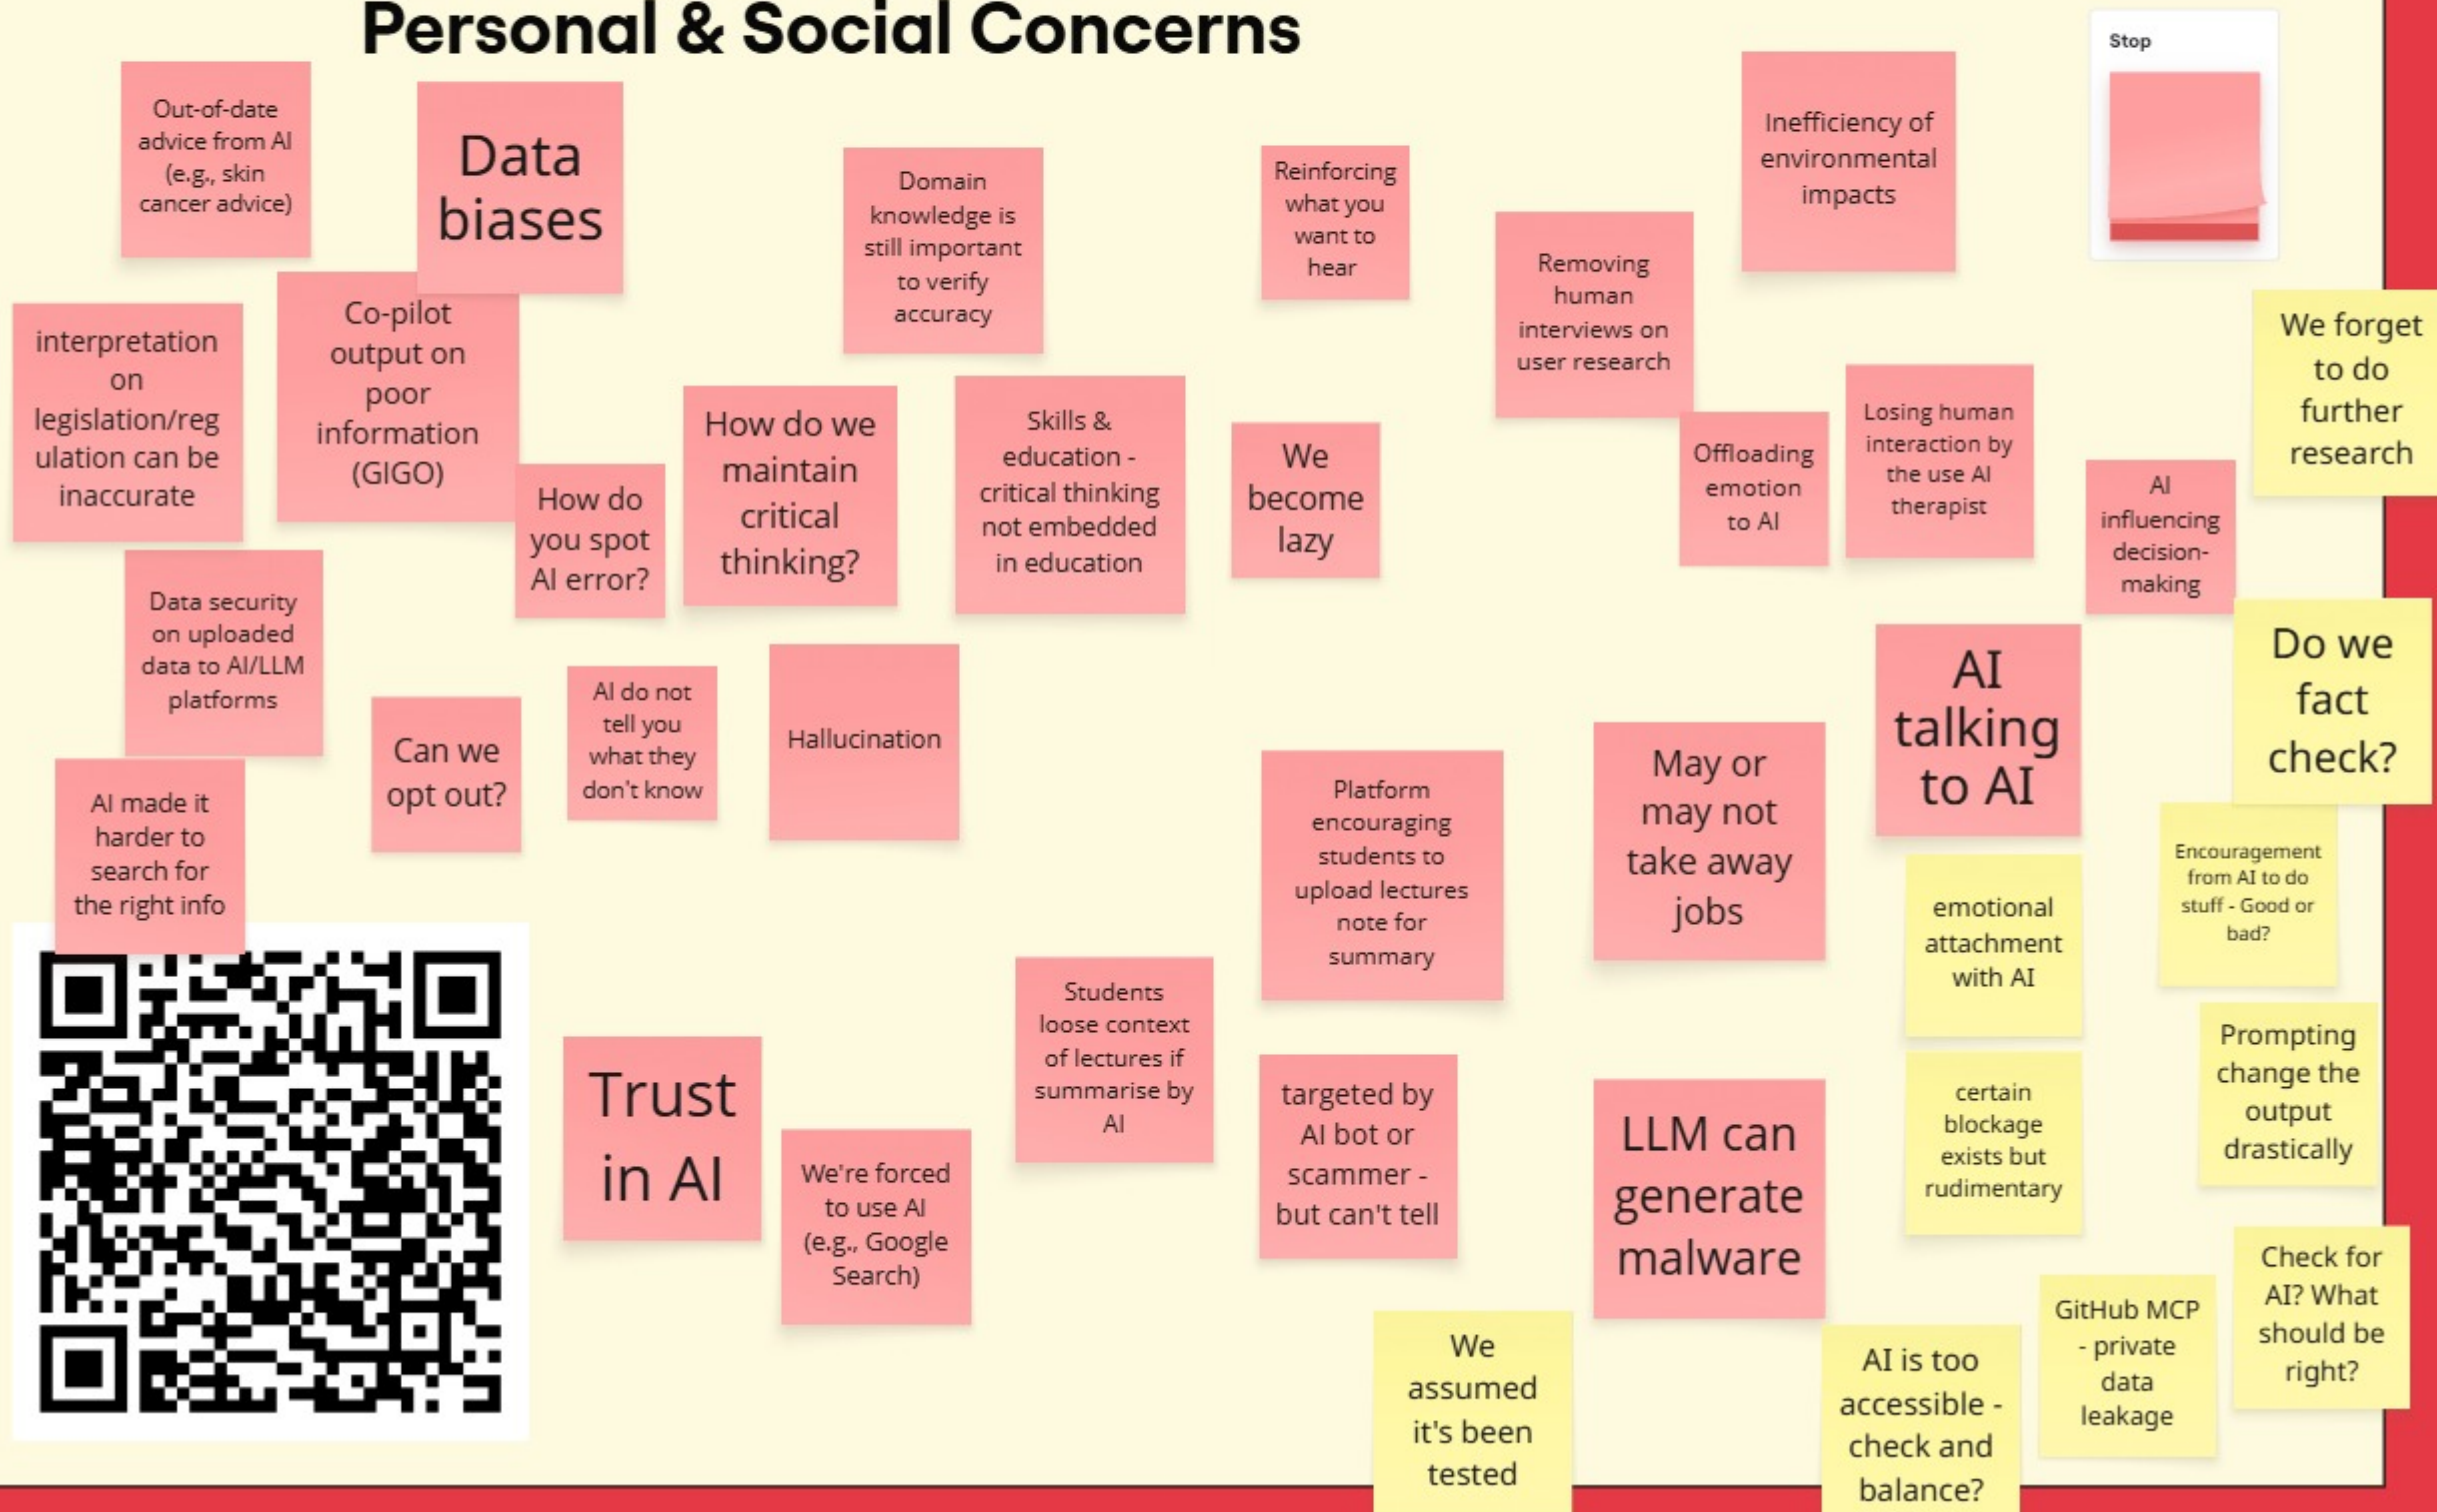 Personal & Social Concerns
Stop
Out-of-date
advice from AI
(e.g., skin
cancer advice)
Data
biases
Domain
knowledge is
still important
to verify
accuracy
Reinforcing
what you
want to
hear
Inefficiency of
environmental
impacts
Removing
human
interviews on
user research
interpretation
on
legislation/reg
ulation can be
inaccurate
Co-pilot
output on
poor
information
(GIGO)
How do
you spot
AI error?
How do we
maintain
critical
thinking?
Skills &
education -
critical thinking
not embedded
in education
We
become
lazy
Offloading
emotion
to AI
Losing human
interaction by
the use AI
therapist
AI
influencing
decision-
making
We forget
to do
further
research
Data security
on uploaded
data to AI/LLM
platforms
Can we
opt out?
AI do not
tell you
what they
don't know
Hallucination
AI
talking
to AI
Do we
fact
check?
AI made it
harder to
search for
the right info
Platform
encouraging
students to
upload lectures
note for
summary
May or
may not
take away
jobs
emotional
attachment
with AI
Encouragement
from AI to do
stuff - Good or
bad?
Trust
in AI
We're forced
to use AI
(e.g., Google
Search)
Students
loose context
of lectures if
summarise by
AI
targeted by
AI bot or
scammer -
but can't tell
LLM can
generate
malware
certain
blockage
exists but
rudimentary
Prompting
change the
output
drastically
We
assumed
it's been
tested
AI is too
accessible -
check and
balance?
GitHub MCP
- private
data
leakage
Check for
AI? What
should be
right?